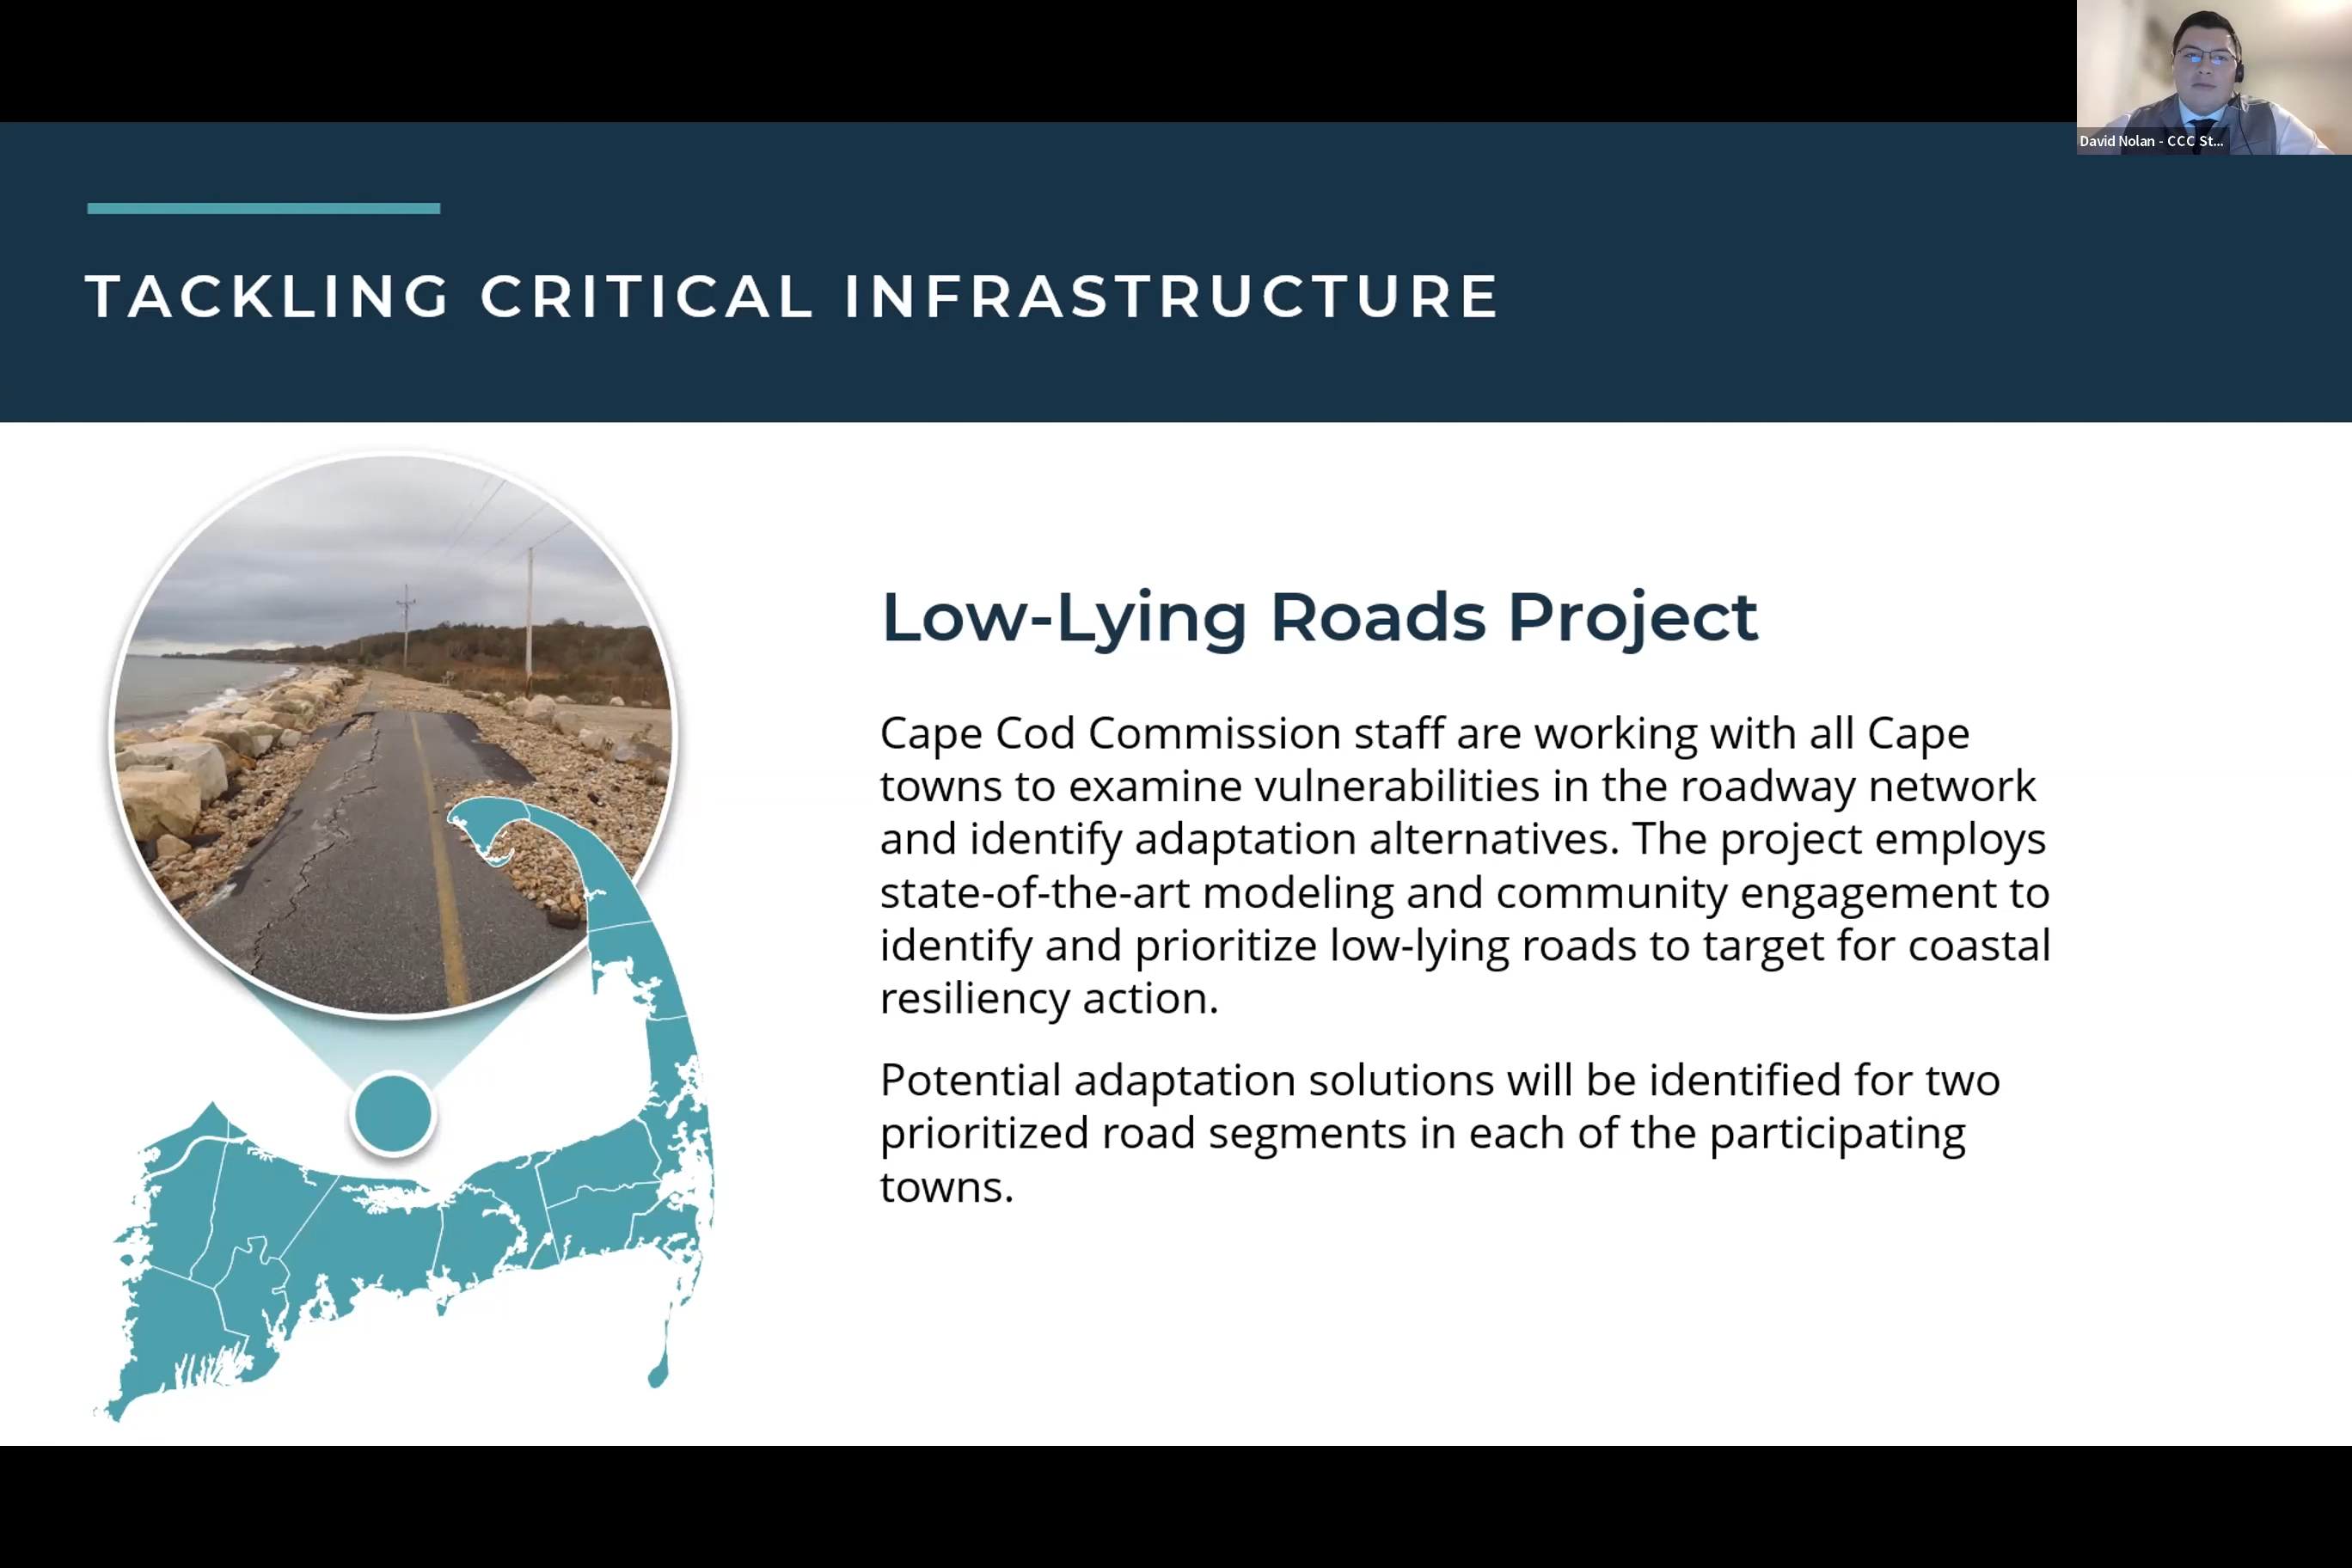 David Nolan - CCC St...
TACKLING CRITICAL INFRASTRUCTURE
Low-Lying Roads Project
Cape Cod Commission staff are working with all Cape
towns to examine vulnerabilities in the roadway network
and identify adaptation alternatives. The project employs
state-of-the-art modeling and community engagement to
identify and prioritize low-lying roads to target for coastal
resiliency action.
Potential adaptation solutions will be identified for two
prioritized road segments in each of the participating
towns.